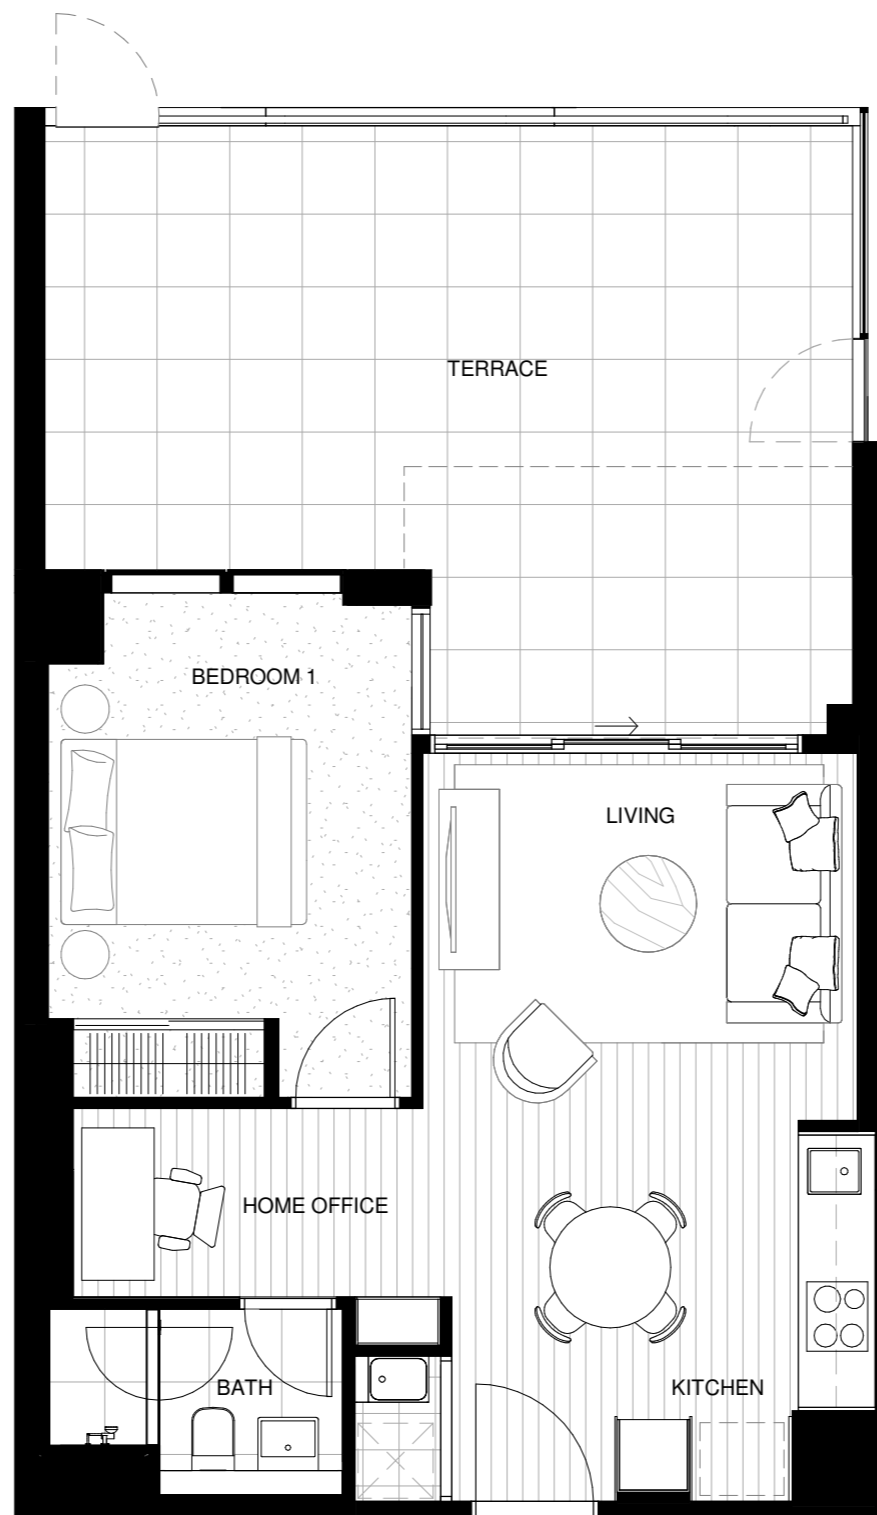 TERRACE
BEDROOM 1
LIVING
HOME OFFICE
BATH
KITCHEN